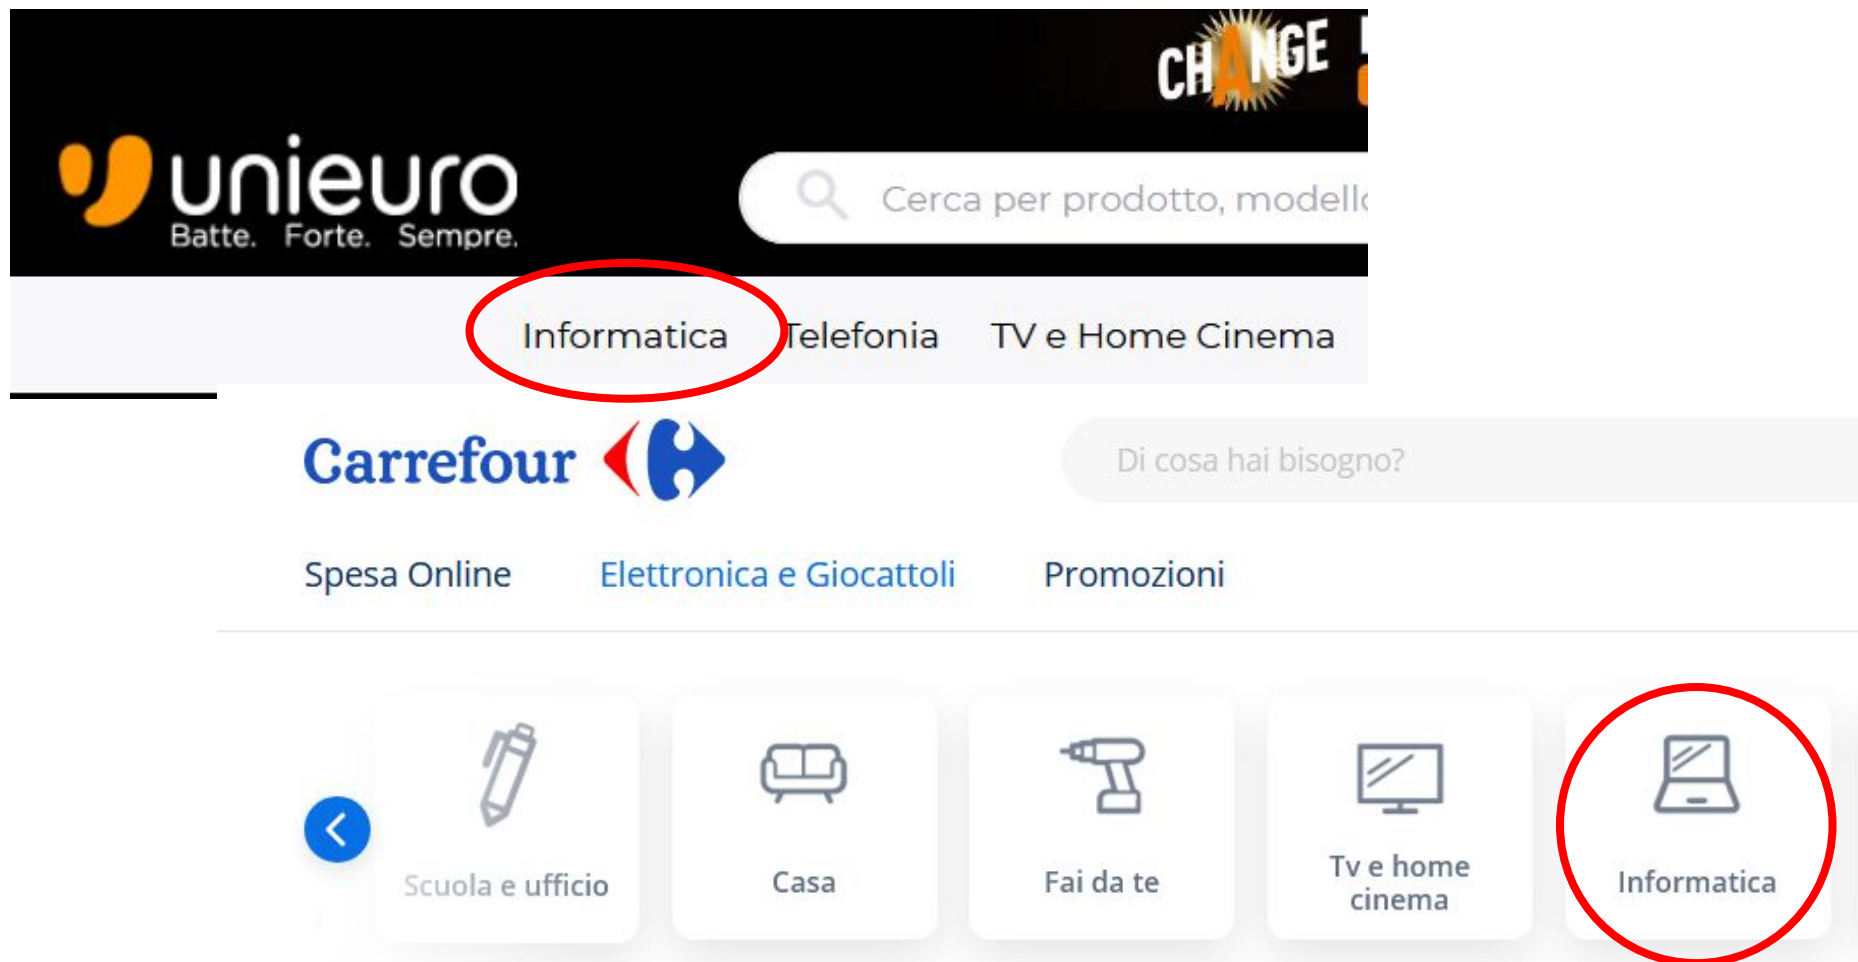 CHANGE
unieuro
Batte. Forte. Sempre.
Cerca per prodotto, modello
Informatica Telefonia TV e Home Cinema
Carrefour
Di cosa hai bisogno?
Spesa Online Elettronica e Giocattoli Promozioni
Scuola e ufficio
Casa
Fai da te
Tv e home
cinema
Informatica